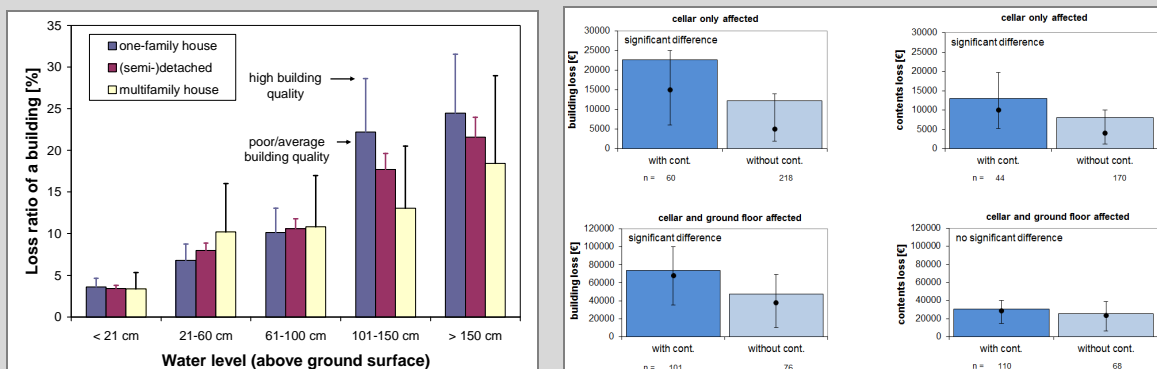 35
30
25
20
15
10
5
0
Loss ratio of a building [%]
one-family house
(semi-)detached
multifamily house
high building
quality
poor/average
building quality
< 21 cm 21-60 cm 61-100 cm 101-150 cm > 150 cm
Water level (above ground surface)
cellar only affected
significant difference
building loss [€]
30000
25000
20000
15000
10000
5000
0
with cont. without cont.
n = 60 218
cellar only affected
significant difference
contents loss [€]
30000
25000
20000
15000
10000
5000
0
with cont. without cont.
n = 44 170
cellar and ground floor affected
significant difference
building loss [€]
120000
100000
80000
60000
40000
20000
0
with cont. without cont.
n = 101 76
cellar and ground floor affected
no significant difference
contents loss [€]
120000
100000
80000
60000
40000
20000
0
with cont. without cont.
n = 110 68